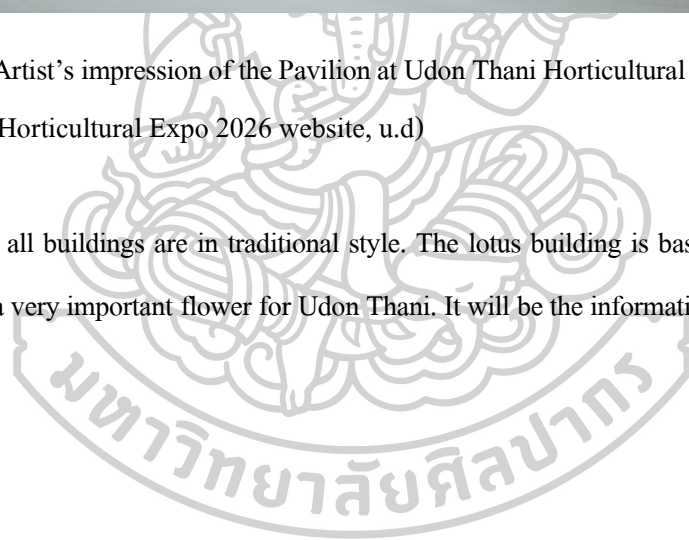 Artist’s impression of the Pavilion at Udon Thani Horticultural
Horticultural Expo 2026 website, u.d)
all buildings are in traditional style. The lotus building is bas
a very important flower for Udon Thani. It will be the informati
มหาวิทยาลัยศิลปากร